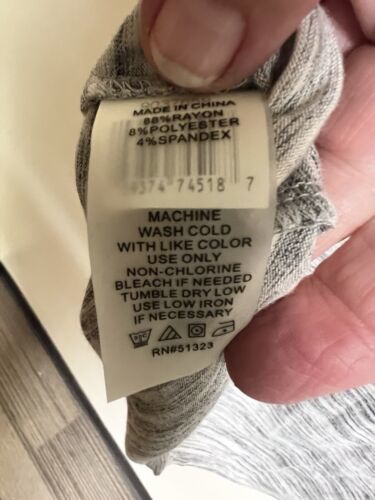 MADE IN CHINA
88%RAYON
8%POLYESTER
4%SPANDEX
9374 74518 7
MACHINE
WASH COLD
WITH LIKE COLOR
USE ONLY
NON-CHLORINE
BLEACH IF NEEDED
TUMBLE DRY LOW
USE LOW IRON
IF NECESSARY
RN#51323